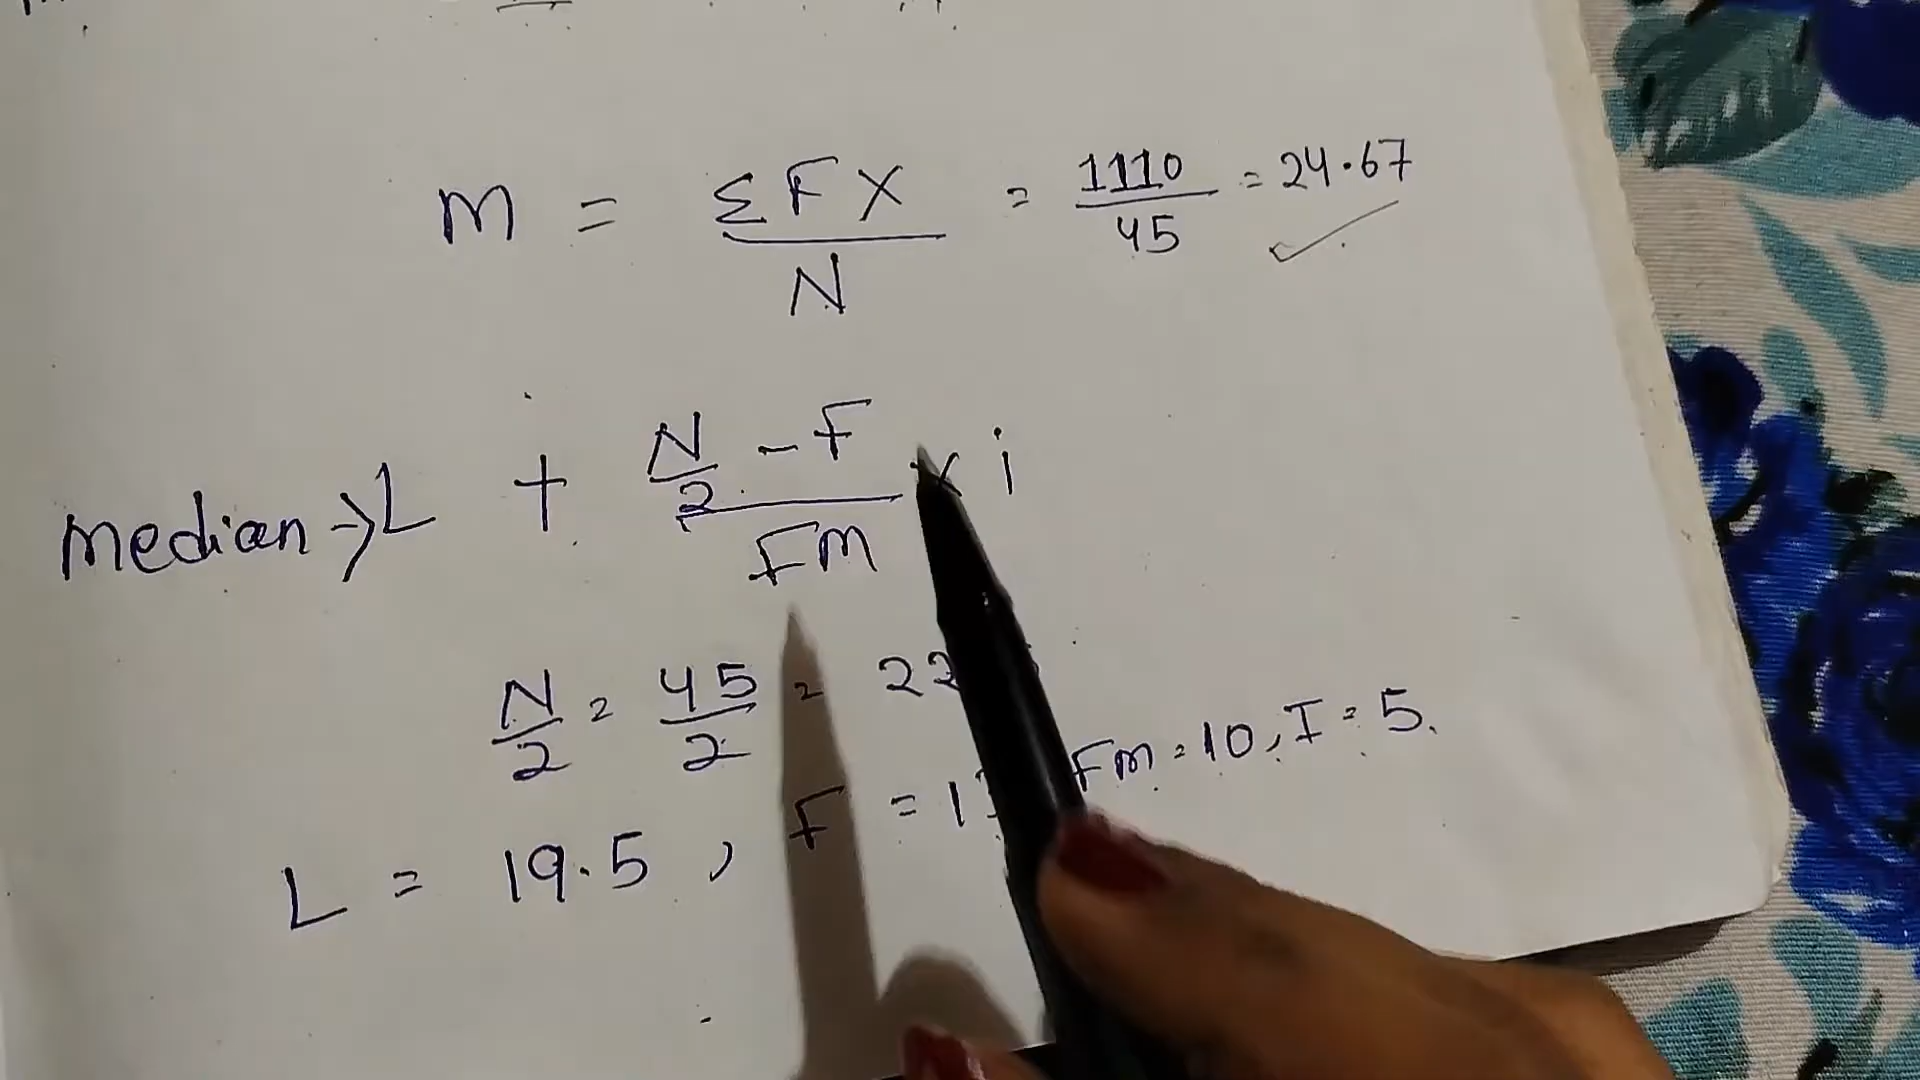 M = ΣFX/N = 1110/45 = 24.67
median → L + (N/2 - F)/FM × i
N/2 = 45/2 = 22
L = 19.5, F = 1
FM = 10, I = 5.